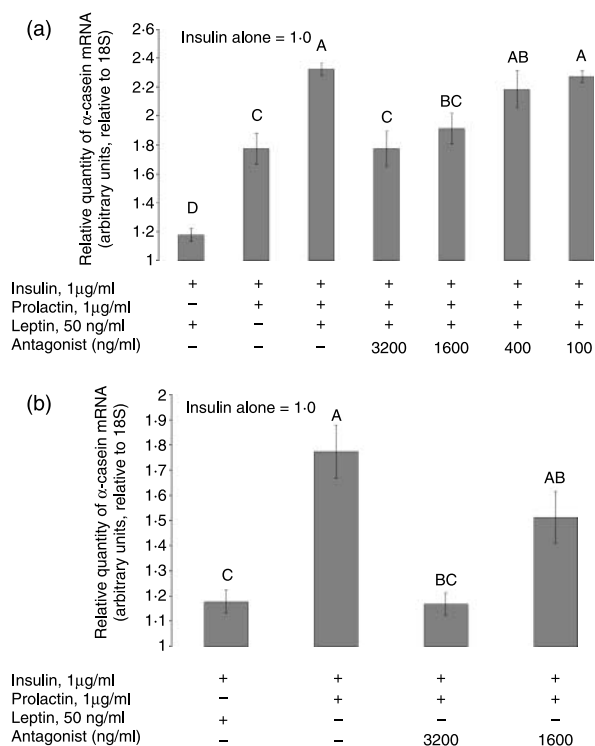 (a)
Relative quantity of α-casein mRNA
(arbitrary units, relative to 18S)
2·6
2·4
2·2
2
1·8
1·6
1·4
1·2
1
Insulin alone = 1·0
D
C
A
C
BC
AB
A
Insulin, 1μg/ml + + + + + + +
Prolactin, 1μg/ml – + + + + + +
Leptin, 50 ng/ml + – + + + + +
Antagonist (ng/ml) – – – 3200 1600 400 100
(b)
Relative quantity of α-casein mRNA
(arbitrary units, relative to 18S)
2
1·9
1·8
1·7
1·6
1·5
1·4
1·3
1·2
1·1
1
Insulin alone = 1·0
C
A
BC
AB
Insulin, 1μg/ml + + + +
Prolactin, 1μg/ml – + + +
Leptin, 50 ng/ml + – – –
Antagonist (ng/ml) – – 3200 1600